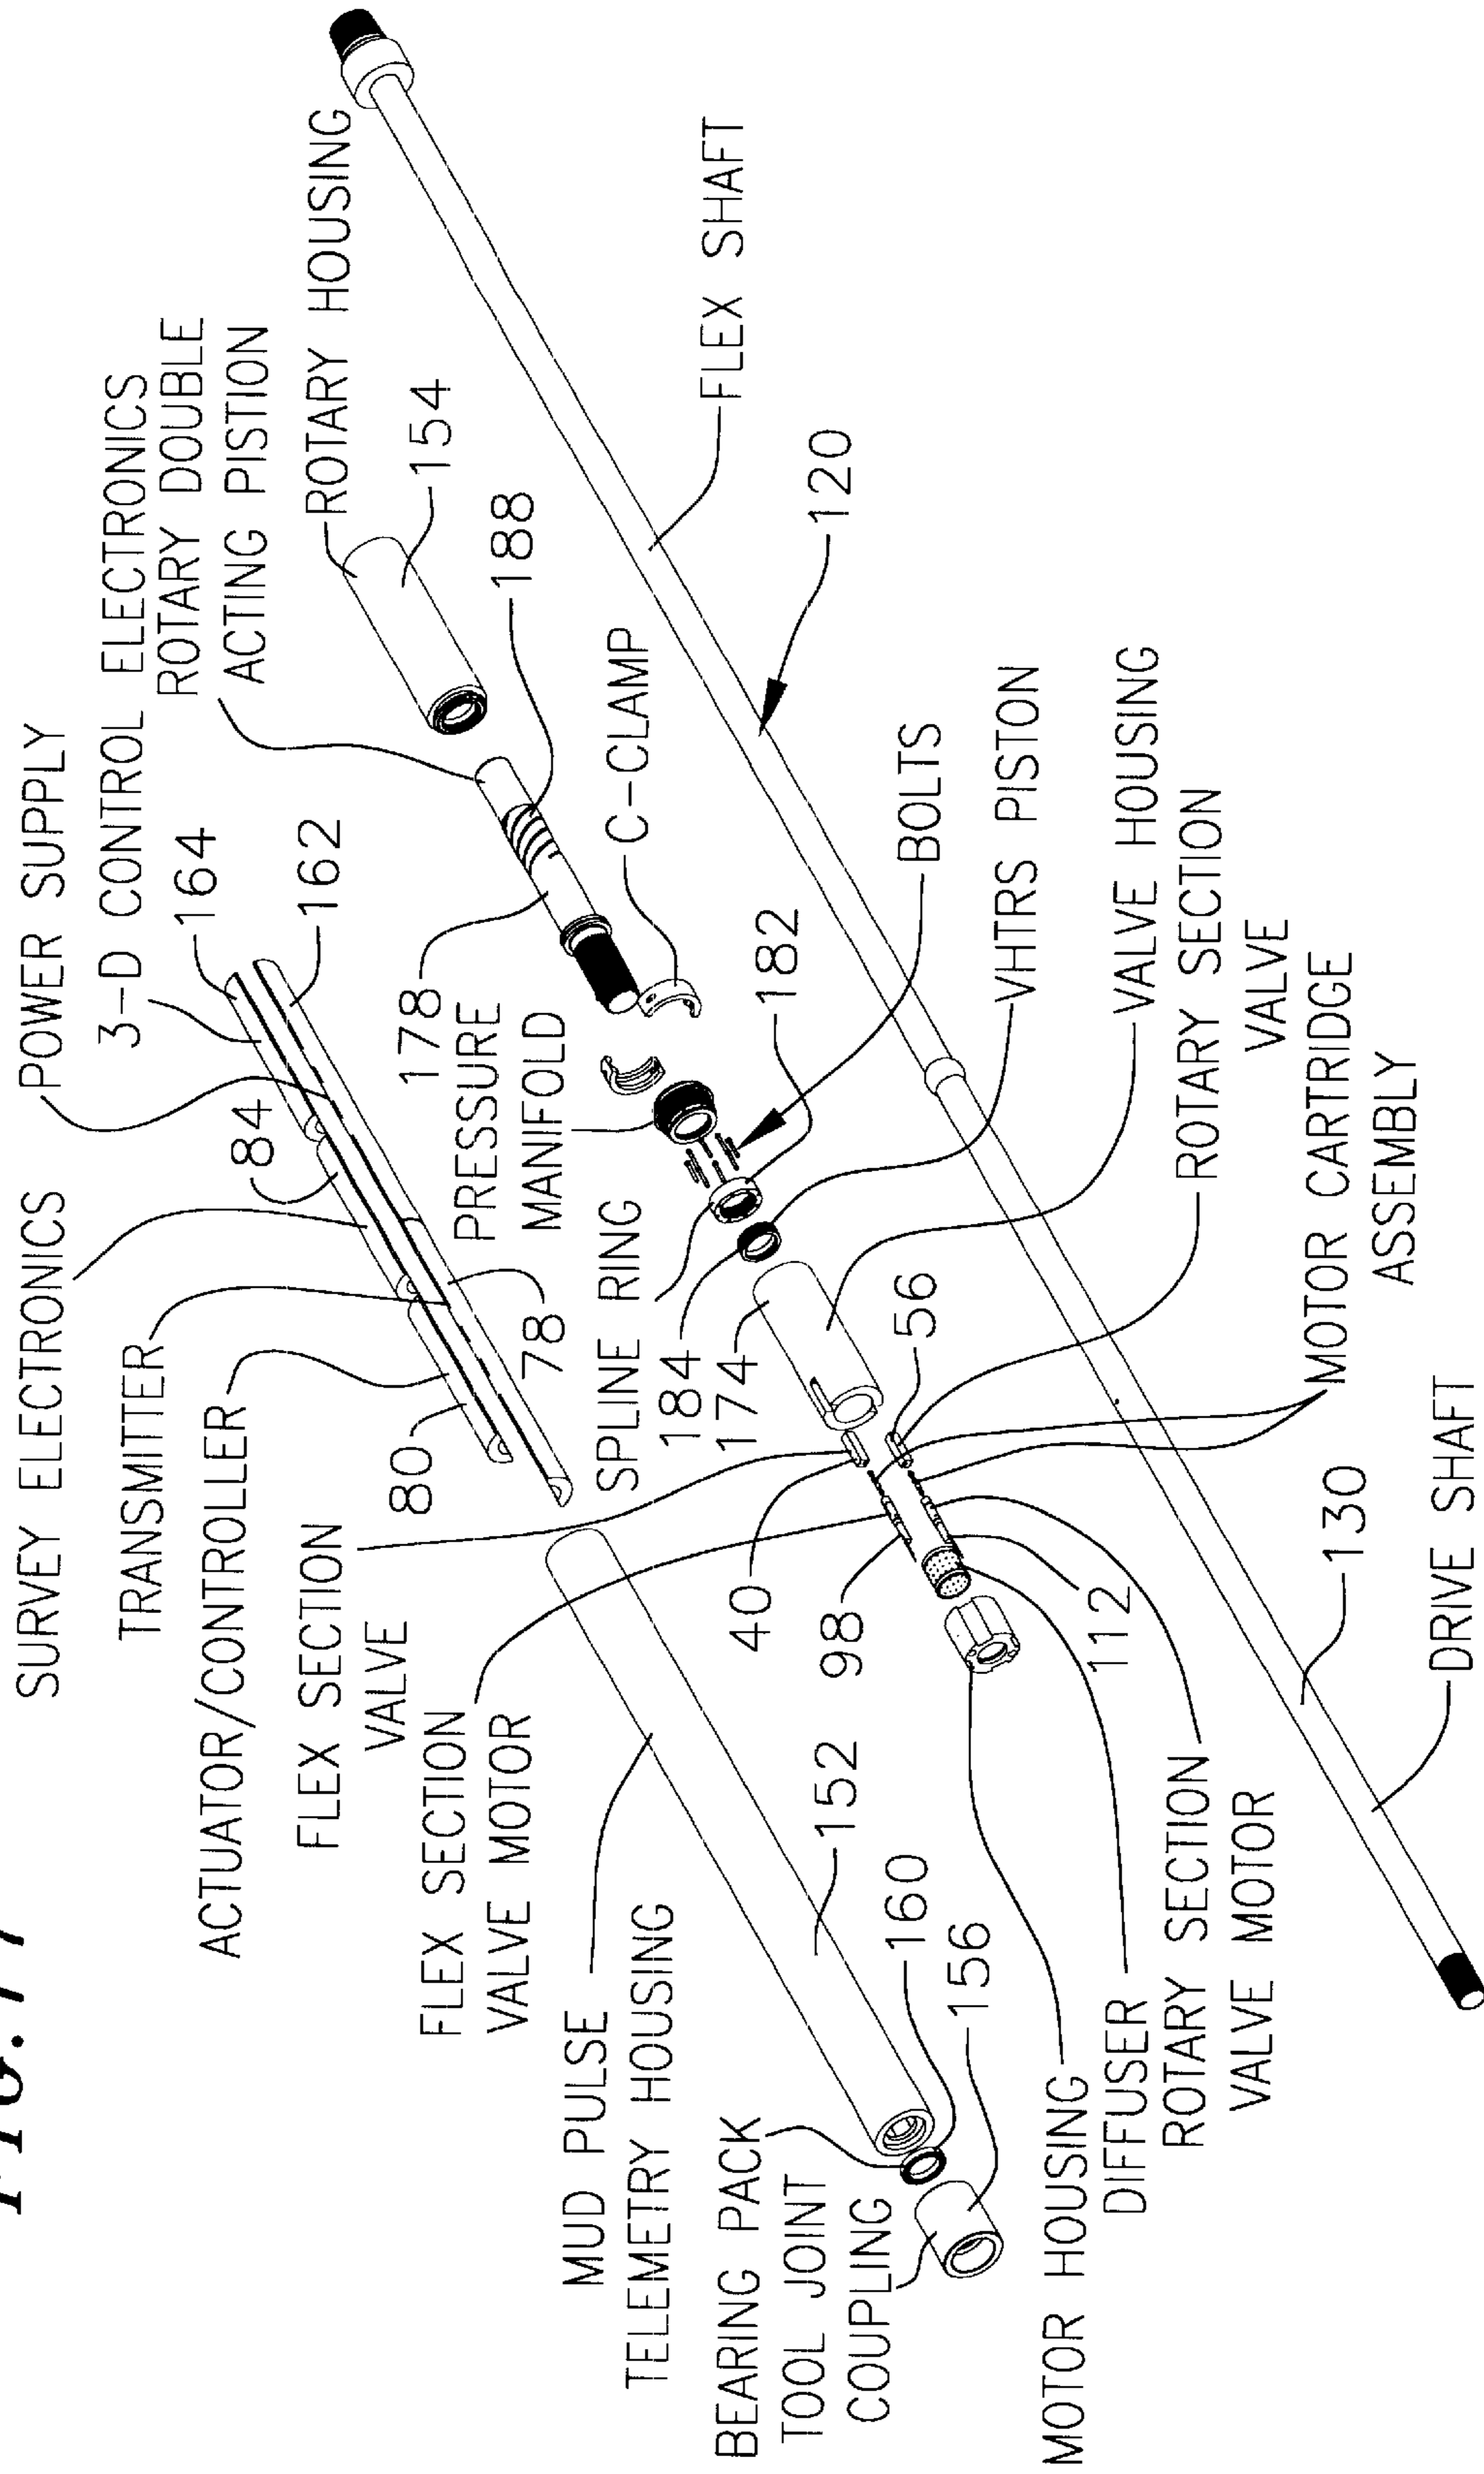 FIG.17
SURVEY ELECTRONICS
POWER SUPPLY
3-D CONTROL ELECTRONICS
TRANSMITTER
164
ROTARY DOUBLE
ACTING PISTION
ACTUATOR/CONTROLLER
84
162
ROTARY HOUSING
154
FLEX SECTION
VALVE
80
178
188
FLEX SECTION
VALVE MOTOR
78
PRESSURE
MANIFOLD
C-CLAMP
MUD PULSE
TELEMETRY HOUSING
SPLINE RING
184
174
182
FLEX SHAFT
120
BEARING PACK
TOOL JOINT
COUPLING
152
160
156
40
98
56
BOLTS
VHTRS PISTON
VALVE HOUSING
ROTARY SECTION
VALVE
MOTOR CARTRIDGE
ASSEMBLY
MOTOR HOUSING
DIFFUSER
112
ROTARY SECTION
VALVE MOTOR
130
DRIVE SHAFT